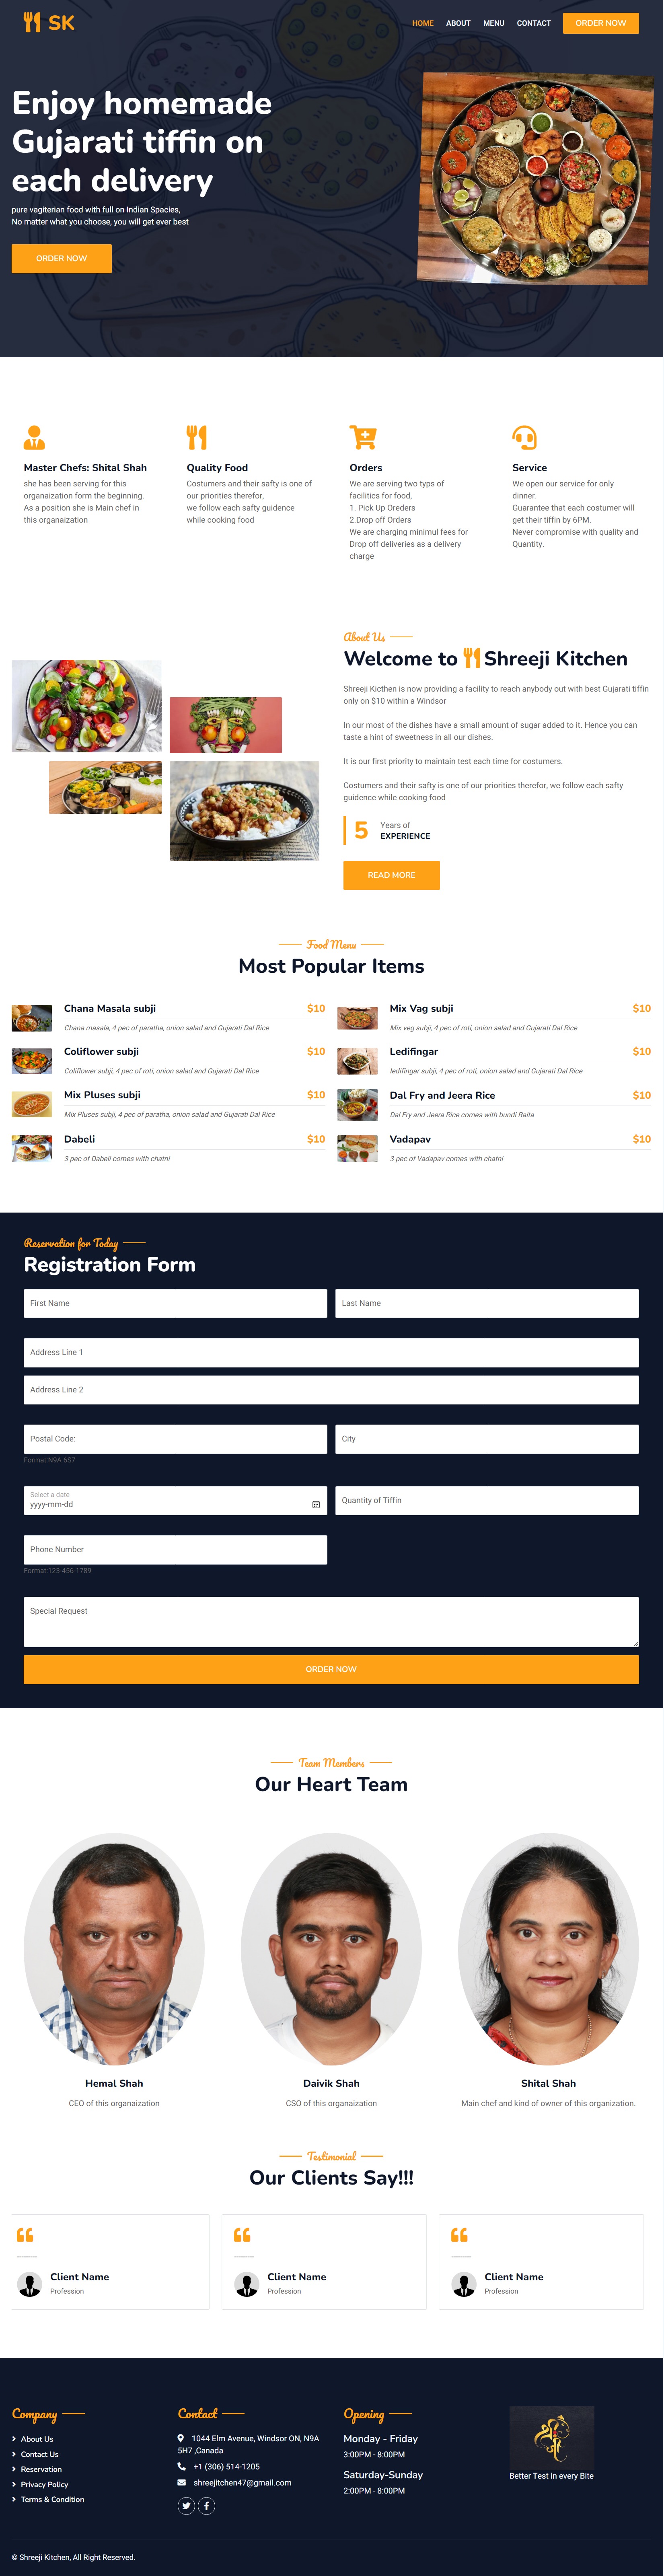 SK
HOME ABOUT MENU CONTACT ORDER NOW
Enjoy homemade
Gujarati tiffin on
each delivery
pure vagiterian food with full on Indian Spacies,
No matter what you choose, you will get ever best
ORDER NOW
Master Chefs: Shital Shah
she has been serving for this
organaization form the beginning.
As a position she is Main chef in
this organaization
Quality Food
Costumers and their safty is one of
our priorities therefor,
we follow each safty guidence
while cooking food
Orders
We are serving two typs of
facilitics for food,
1. Pick Up Oreders
2.Drop off Orders
We are charging minimul fees for
Drop off deliveries as a delivery
charge
Service
We open our service for only
dinner.
Guarantee that each costumer will
get their tiffin by 6PM.
Never compromise with quality and
Quantity.
About Us
Welcome to Shreeji Kitchen
Shreeji Kicthen is now providing a facility to reach anybody out with best Gujarati tiffin
only on $10 within a Windsor
In our most of the dishes have a small amount of sugar added to it. Hence you can
taste a hint of sweetness in all our dishes.
It is our first priority to maintain test each time for costumers.
Costumers and their safty is one of our priorities therefor, we follow each safty
guidence while cooking food
5 Years of
EXPERIENCE
READ MORE
Food Menu
Most Popular Items
Chana Masala subji $10
Chana masala, 4 pec of paratha, onion salad and Gujarati Dal Rice
Mix Vag subji $10
Mix veg subji, 4 pec of roti, onion salad and Gujarati Dal Rice
Coliflower subji $10
Coliflower subji, 4 pec of roti, onion salad and Gujarati Dal Rice
Ledifingar $10
ledifingar subji, 4 pec of roti, onion salad and Gujarati Dal Rice
Mix Pluses subji $10
Mix Pluses subji, 4 pec of paratha, onion salad and Gujarati Dal Rice
Dal Fry and Jeera Rice $10
Dal Fry and Jeera Rice comes with bundi Raita
Dabeli $10
3 pec of Dabeli comes with chatni
Vadapav $10
3 pec of Vadapav comes with chatni
Reservation for Today
Registration Form
First Name
Last Name
Address Line 1
Address Line 2
Postal Code:
City
Format:N9A 6S7
Select a date
yyyy-mm-dd
Quantity of Tiffin
Phone Number
Format:123-456-1789
Special Request
ORDER NOW
Team Members
Our Heart Team
Hemal Shah
CEO of this organaization
Daivik Shah
CSO of this organaization
Shital Shah
Main chef and kind of owner of this organization.
Testimonial
Our Clients Say!!!
Client Name
Profession
Client Name
Profession
Client Name
Profession
Company
About Us
Contact Us
Reservation
Privacy Policy
Terms & Condition
Contact
1044 Elm Avenue, Windsor ON, N9A
5H7 ,Canada
+1 (306) 514-1205
shreejitchen47@gmail.com
Opening
Monday - Friday
3:00PM - 8:00PM
Saturday-Sunday
2:00PM - 8:00PM
Better Test in every Bite
© Shreeji Kitchen, All Right Reserved.